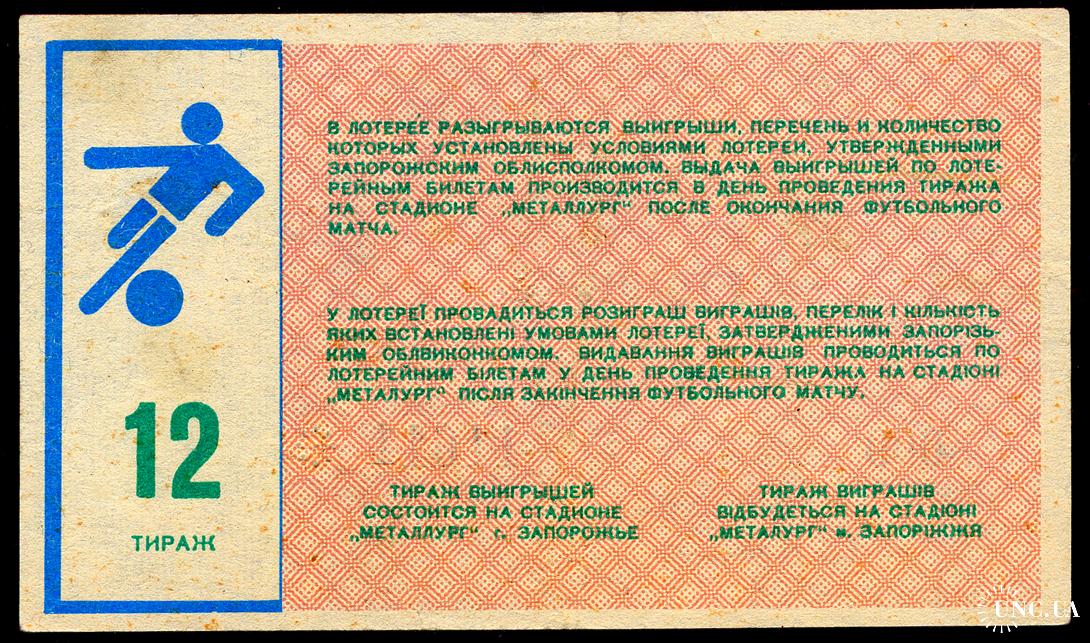 В ЛОТЕРЕЕ РАЗЫГРЫВАЮТСЯ ВЫИГРЫШИ, ПЕРЕЧЕНЬ И КОЛИЧЕСТВО
КОТОРЫХ УСТАНОВЛЕНЫ УСЛОВИЯМИ ЛОТЕРЕИ, УТВЕРЖДЕННЫМИ
ЗАПОРОЖСКИМ ОБЛИСПОЛКОМОМ. ВЫДАЧА ВЫИГРЫШЕЙ ПО ЛОТЕ-
РЕЙНЫМ БИЛЕТАМ ПРОИЗВОДИТСЯ В ДЕНЬ ПРОВЕДЕНИЯ ТИРАЖА
НА СТАДИОНЕ „МЕТАЛЛУРГ“ ПОСЛЕ ОКОНЧАНИЯ ФУТБОЛЬНОГО
МАТЧА.
У ЛОТЕРЕЇ ПРОВАДИТЬСЯ РОЗИГРАШ ВИГРАШІВ, ПЕРЕЛІК І КІЛЬКІСТЬ
ЯКИХ ВСТАНОВЛЕНІ УМОВАМИ ЛОТЕРЕЇ, ЗАТВЕРДЖЕНИМИ ЗАПОРІЗЬ-
КИМ ОБЛВИКОНКОМОМ. ВИДАВАННЯ ВИГРАШІВ ПРОВОДИТЬСЯ ПО
ЛОТЕРЕЙНИМ БІЛЕТАМ У ДЕНЬ ПРОВЕДЕННЯ ТИРАЖА НА СТАДІОНІ
„МЕТАЛУРГ“ ПІСЛЯ ЗАКІНЧЕННЯ ФУТБОЛЬНОГО МАТЧУ.
12
ТИРАЖ
ТИРАЖ ВЫИГРЫШЕЙ
СОСТОИТСЯ НА СТАДИОНЕ
„МЕТАЛЛУРГ“ г. ЗАПОРОЖЬЕ
ТИРАЖ ВИГРАШІВ
ВІДБУДЕТЬСЯ НА СТАДІОНІ
„МЕТАЛУРГ“ м. ЗАПОРІЖЖЯ
UNC.UA